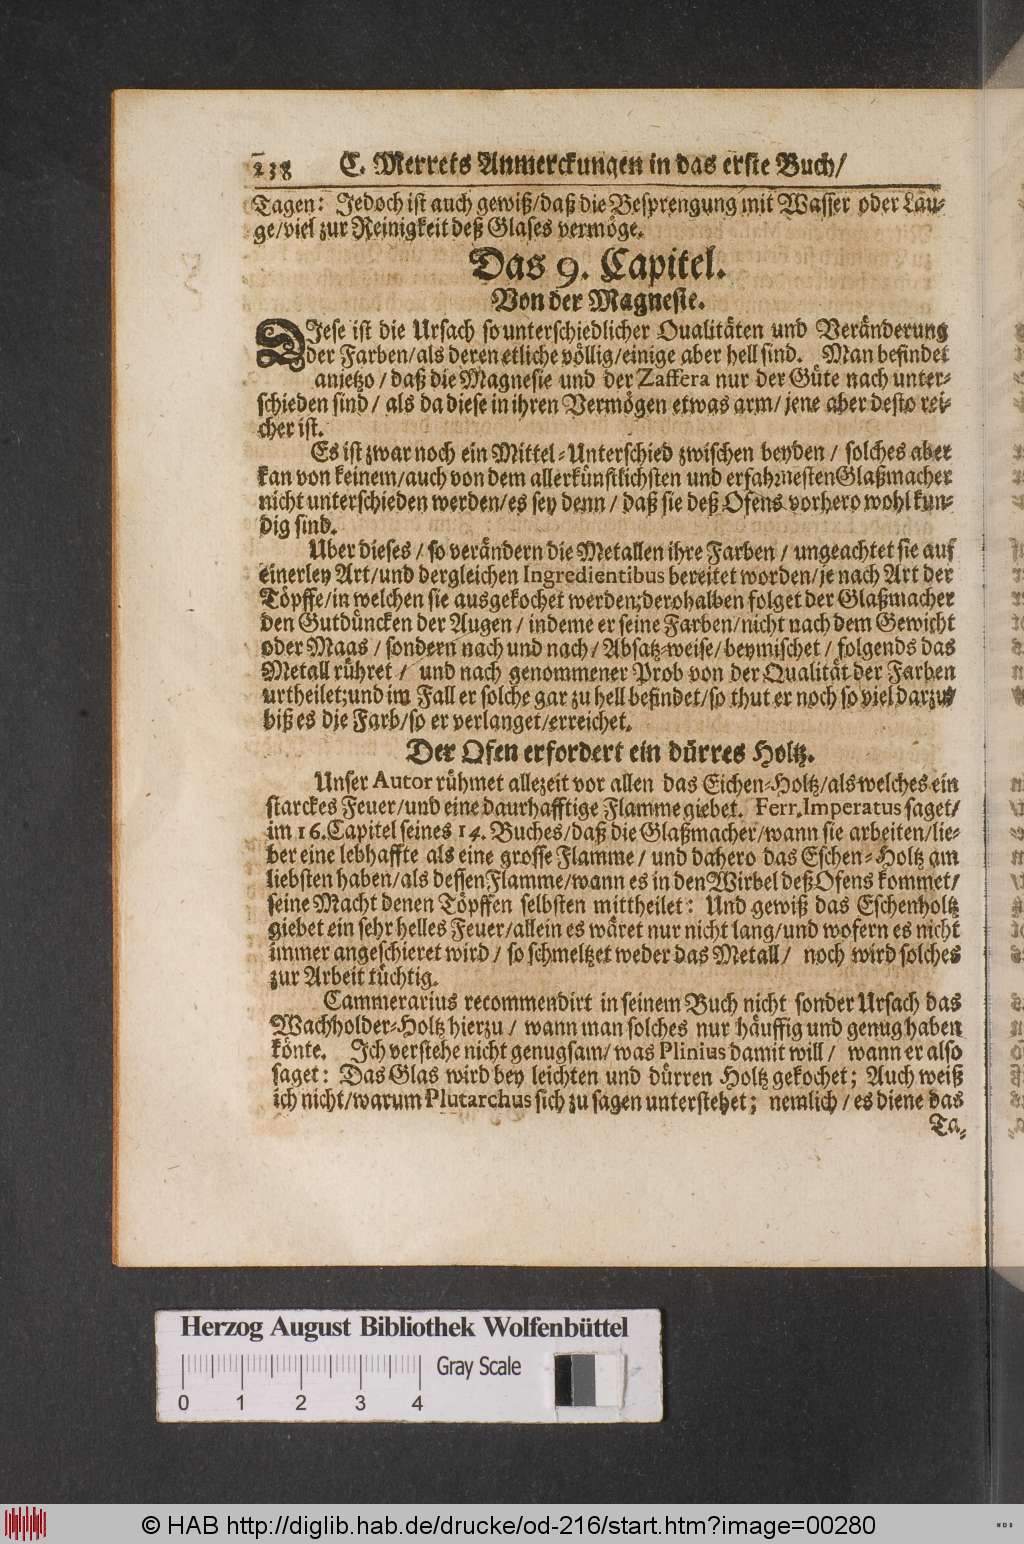 238 C. Merrets Anmerckungen in das erste Buch/
Tagen: Jedoch ist auch gewiß/daß die Besprengung mit Wasser oder Lau-
ge/viel zur Reinigkeit deß Glases vermöge.
Das 9. Capitel.
Von der Magnesie.
DIese ist die Ursach so unterschiedlicher Qualitäten und Veränderung
der Farben/als deren etliche völlig/einige aber hell sind. Man befindet
anjetzo/daß die Magnesie und der Zaffera nur der Güte nach unter-
schieden sind/als da diese in ihren Vermögen etwas arm/jene aber desto rei-
cher ist.
Es ist zwar noch ein Mittel-Unterschied zwischen beyden/solches aber
kan von keinem/auch von dem allerkünstlichsten und erfahrnesten Glaßmacher
nicht unterschieden werden/es sey denn/daß sie deß Ofens vorhero wohl kun-
dig sind.
Uber dieses/so verändern die Metallen ihre Farben/ungeachtet sie auf
einerley Art/und dergleichen Ingredientibus bereitet worden/je nach Art der
Töpffe/in welchen sie ausgekochet werden;derohalben folget der Glaßmacher
den Gutdüncken der Augen/indeme er seine Farben/nicht nach dem Gewicht
oder Maas/sondern nach und nach/Absatz-weise/beymischet/folgends das
Metall rühret/und nach genommener Prob von der Qualität der Farben
urtheilet;und im Fall er solche gar zu hell befindet/so thut er noch so viel darzu/
biß es die Farb/so er verlanget/erreichet.
Der Ofen erfordert ein dürres Holtz.
Unser Autor rühmet allezeit vor allen das Eichen-Holtz/als welches ein
starckes Feuer/und eine daurhafftige Flamme giebet. Ferr.Imperatus saget/
im 16.Capitel seines 14. Buches/daß die Glaßmacher/wann sie arbeiten/lie-
ber eine lebhaffte als eine grosse Flamme/und dahero das Eschen-Holtz am
liebsten haben/als dessen Flamme/wann es in den Wirbel deß Ofens kommet/
seine Macht denen Töpffen selbsten mittheilet: Und gewiß das Eschenholtz
giebet ein sehr helles Feuer/allein es wäret nur nicht lang/und wofern es nicht
immer angeschieret wird/so schmeltzet weder das Metall/noch wird solches
zur Arbeit tüchtig.
Cammerarius recommendirt in seinem Buch nicht sonder Ursach das
Wachholder-Holtz hierzu/wann man solches nur häuffig und genug haben
könte. Ich verstehe nicht genugsam/was Plinius damit will/wann er also
saget: Das Glas wird bey leichten und dürren Holtz gekochet; Auch weiß
ich nicht/warum Plutarchus sich zu sagen unterstehet; nemlich/es diene das
Ta-
Herzog August Bibliothek Wolfenbüttel
Gray Scale
0 1 2 3 4
© HAB http://diglib.hab.de/drucke/od-216/start.htm?image=00280